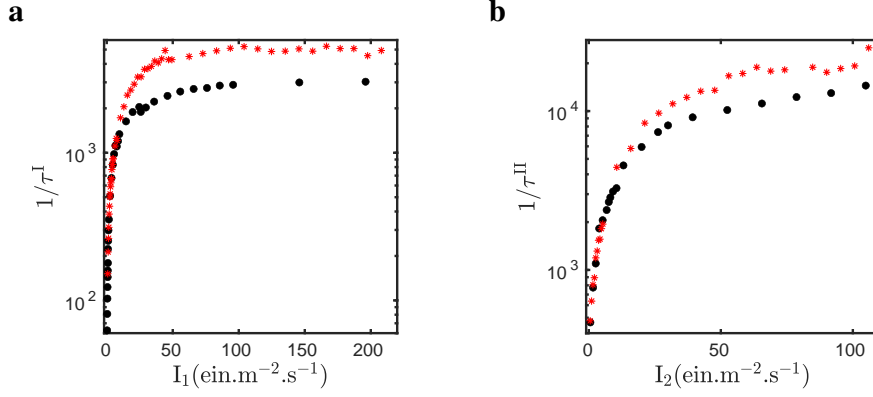 a
b
1/τ^I
10^3
10^2
0 50 100 150 200
I_1(ein.m^{-2}.s^{-1})
1/τ^{II}
10^4
10^3
0 50 100
I_2(ein.m^{-2}.s^{-1})